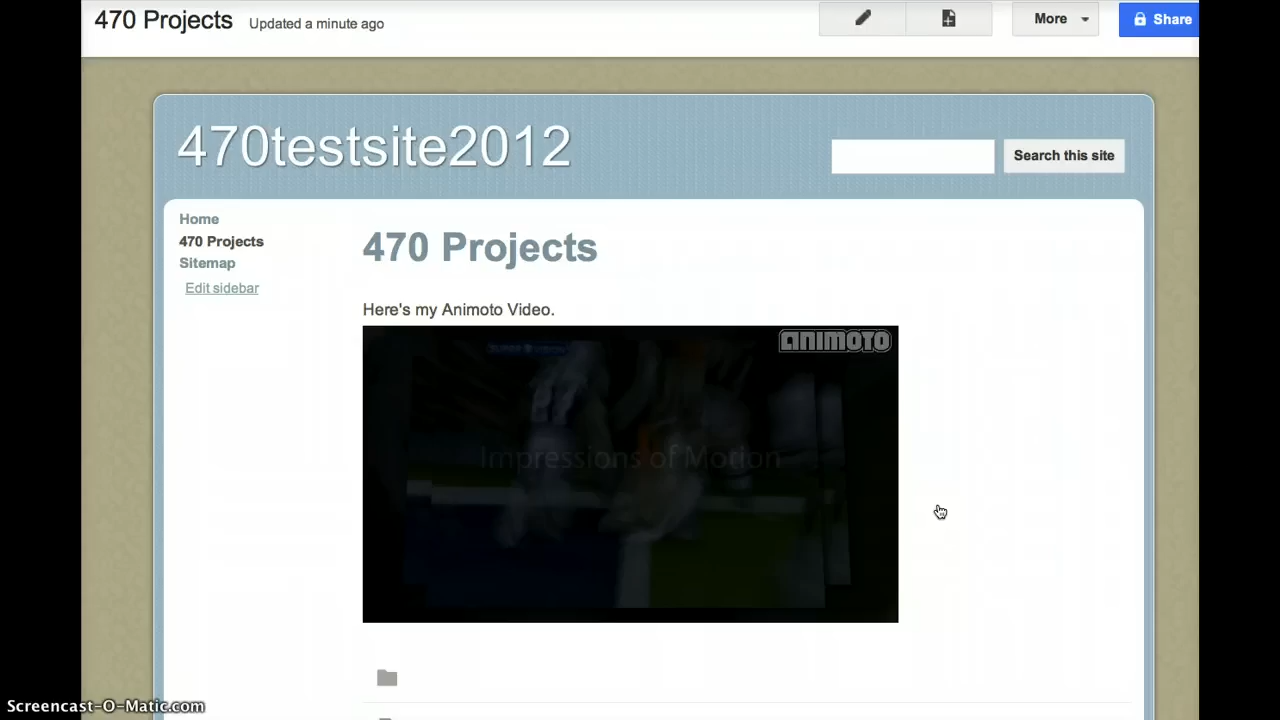 470 Projects Updated a minute ago
More
Share
470testsite2012
Search this site
Home
470 Projects
Sitemap
Edit sidebar
470 Projects
Here's my Animoto Video.
ANIMOTO
Impressions of Motion
Screencast-O-Matic.com